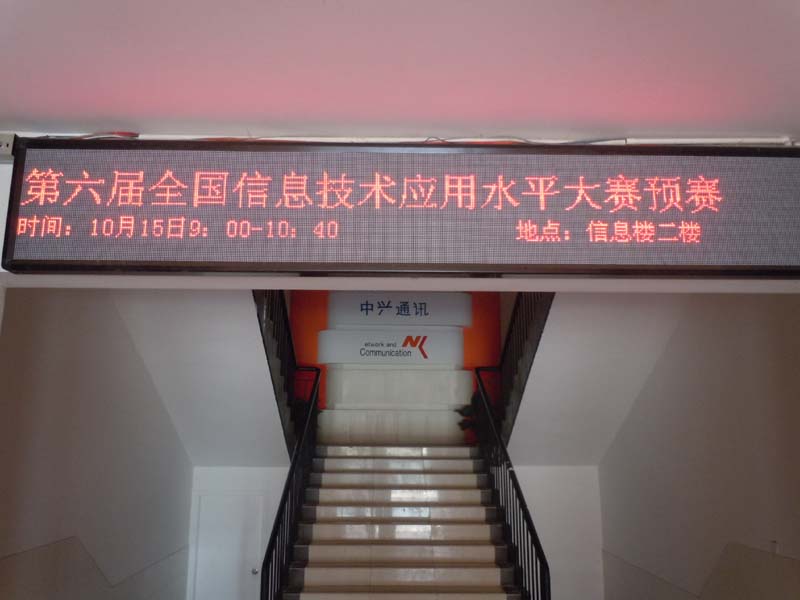 第六届全国信息技术应用水平大赛预赛
时间：10月15日9：00-10：40 地点：信息楼二楼
中兴通讯
etwork and
Communication NK